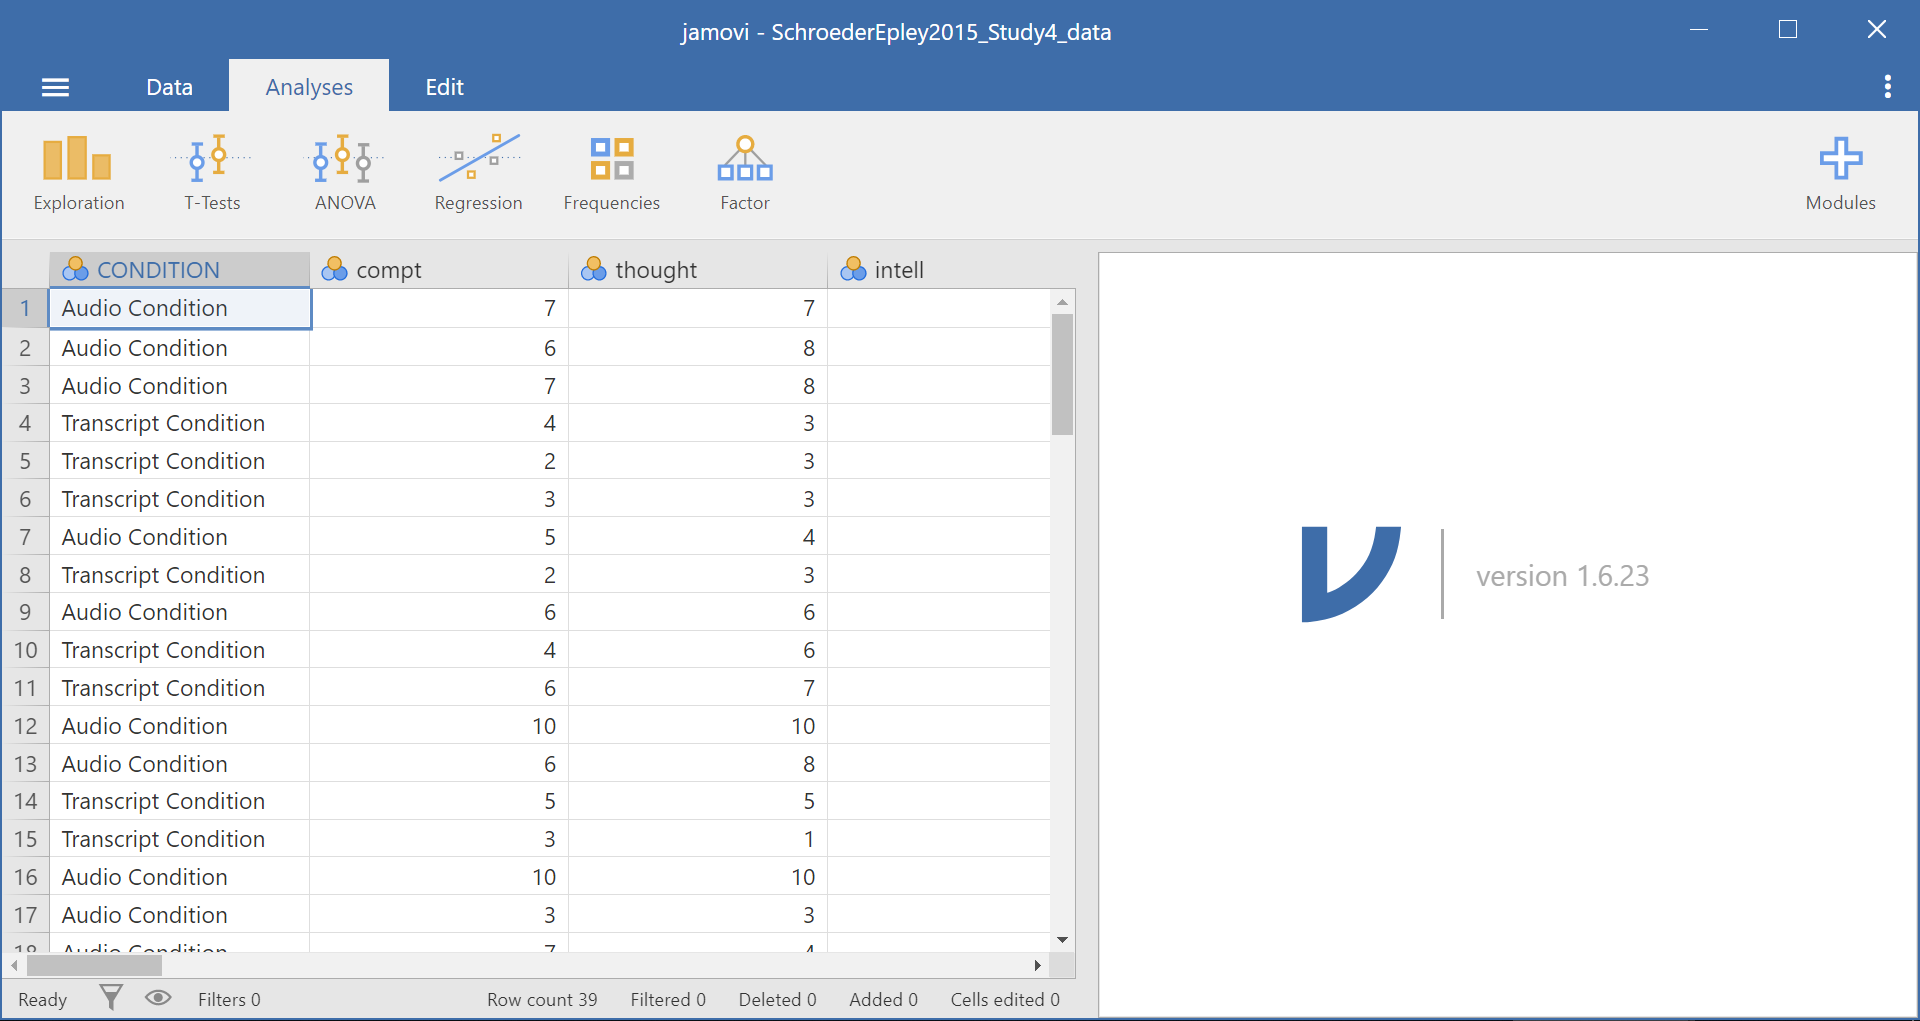 jamovi - SchroederEpley2015_Study4_data
Data Analyses Edit
Exploration T-Tests ANOVA Regression Frequencies Factor Modules
CONDITION compt thought intell
1 Audio Condition 7 7
2 Audio Condition 6 8
3 Audio Condition 7 8
4 Transcript Condition 4 3
5 Transcript Condition 2 3
6 Transcript Condition 3 3
7 Audio Condition 5 4
8 Transcript Condition 2 3
9 Audio Condition 6 6
10 Transcript Condition 4 6
11 Transcript Condition 6 7
12 Audio Condition 10 10
13 Audio Condition 6 8
14 Transcript Condition 5 5
15 Transcript Condition 3 1
16 Audio Condition 10 10
17 Audio Condition 3 3
18 Audio Condition 7 4
version 1.6.23
Ready Filters 0 Row count 39 Filtered 0 Deleted 0 Added 0 Cells edited 0